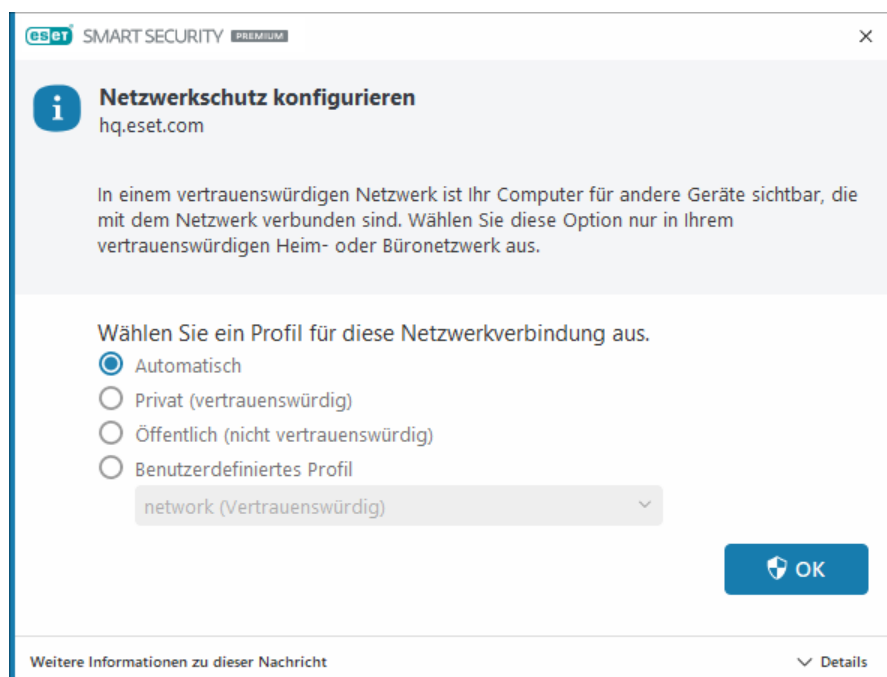 eset SMART SECURITY PREMIUM
Netzwerkschutz konfigurieren
hq.eset.com
In einem vertrauenswürdigen Netzwerk ist Ihr Computer für andere Geräte sichtbar, die
mit dem Netzwerk verbunden sind. Wählen Sie diese Option nur in Ihrem
vertrauenswürdigen Heim- oder Büronetzwerk aus.
Wählen Sie ein Profil für diese Netzwerkverbindung aus.
Automatisch
Privat (vertrauenswürdig)
Öffentlich (nicht vertrauenswürdig)
Benutzerdefiniertes Profil
network (Vertrauenswürdig)
OK
Weitere Informationen zu dieser Nachricht
Details